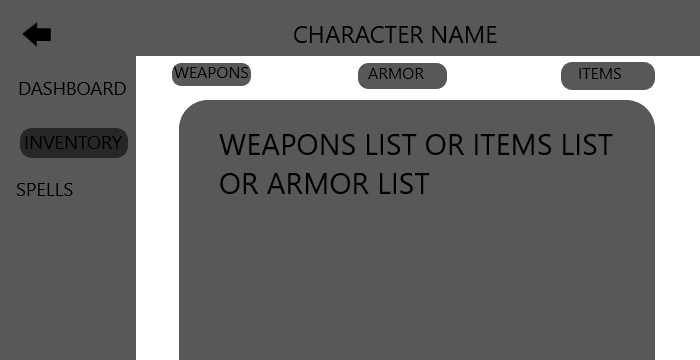 CHARACTER NAME
DASHBOARD
INVENTORY
SPELLS
WEAPONS
ARMOR
ITEMS
WEAPONS LIST OR ITEMS LIST
OR ARMOR LIST